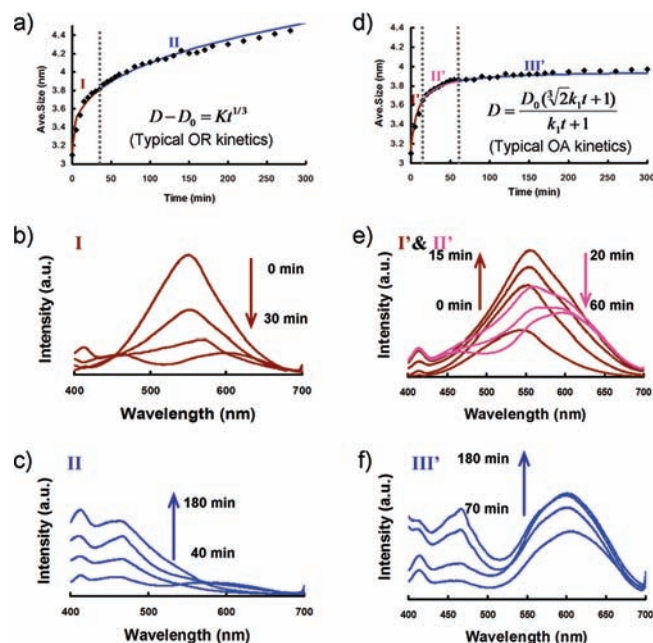 a)
4.4
4.2
4
3.8
3.6
3.4
3.2
3
Ave.Size (nm)
I
II
D – D₀ = Kt^{1/3}
(Typical OR kinetics)
0 50 100 150 200 250 300
Time (min)
d)
4.4
4.2
4
3.8
3.6
3.4
3.2
3
Ave.Size (nm)
I'
II'
III'
D = D₀(∛2k₁t + 1) / k₁t + 1
(Typical OA kinetics)
0 50 100 150 200 250 300
Time (min)
b)
I
0 min
30 min
Intensity (a.u.)
400 500 600 700
Wavelength (nm)
e)
I' & II'
15 min
0 min
20 min
60 min
Intensity (a.u.)
400 450 500 550 600 650 700
Wavelength (nm)
c)
II
180 min
40 min
Intensity (a.u.)
400 500 600 700
Wavelength (nm)
f)
III'
180 min
70 min
Intensity (a.u.)
400 450 500 550 600 650 700
Wavelength (nm)